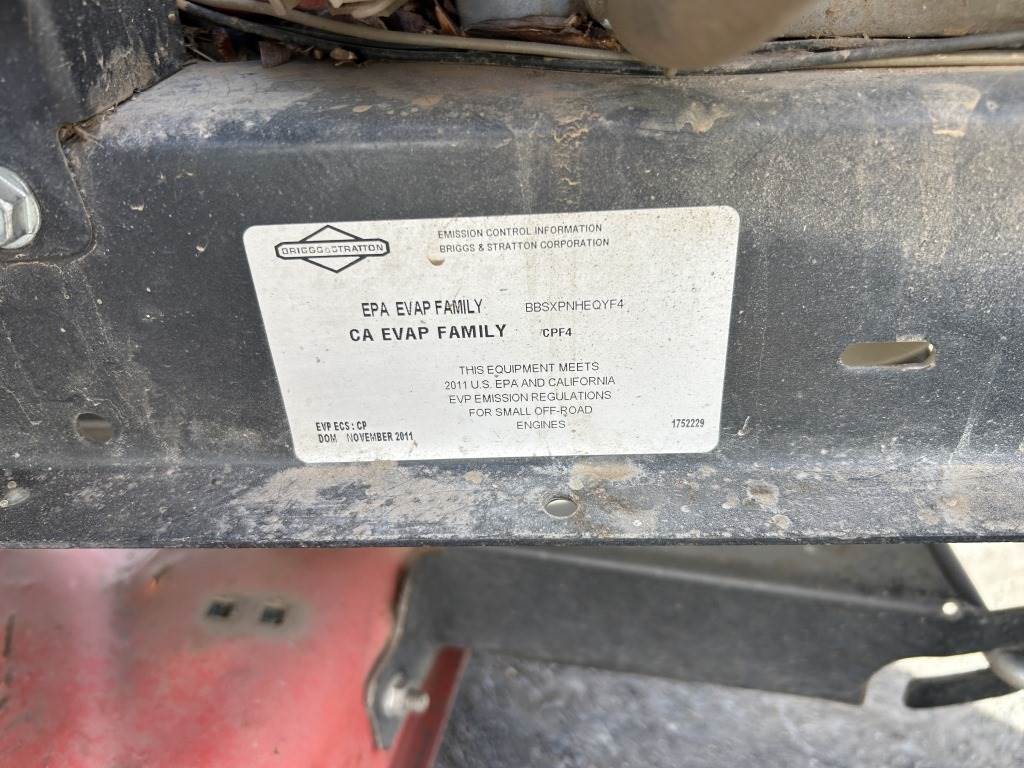 BRIGGS&STRATTON
EMISSION CONTROL INFORMATION
BRIGGS & STRATTON CORPORATION
EPA EVAP FAMILY BBSXPNHEQYF4
CA EVAP FAMILY CPF4
THIS EQUIPMENT MEETS
2011 U.S. EPA AND CALIFORNIA
EVP EMISSION REGULATIONS
FOR SMALL OFF-ROAD
ENGINES
EVP ECS : CP
DOM NOVEMBER 2011
1752229